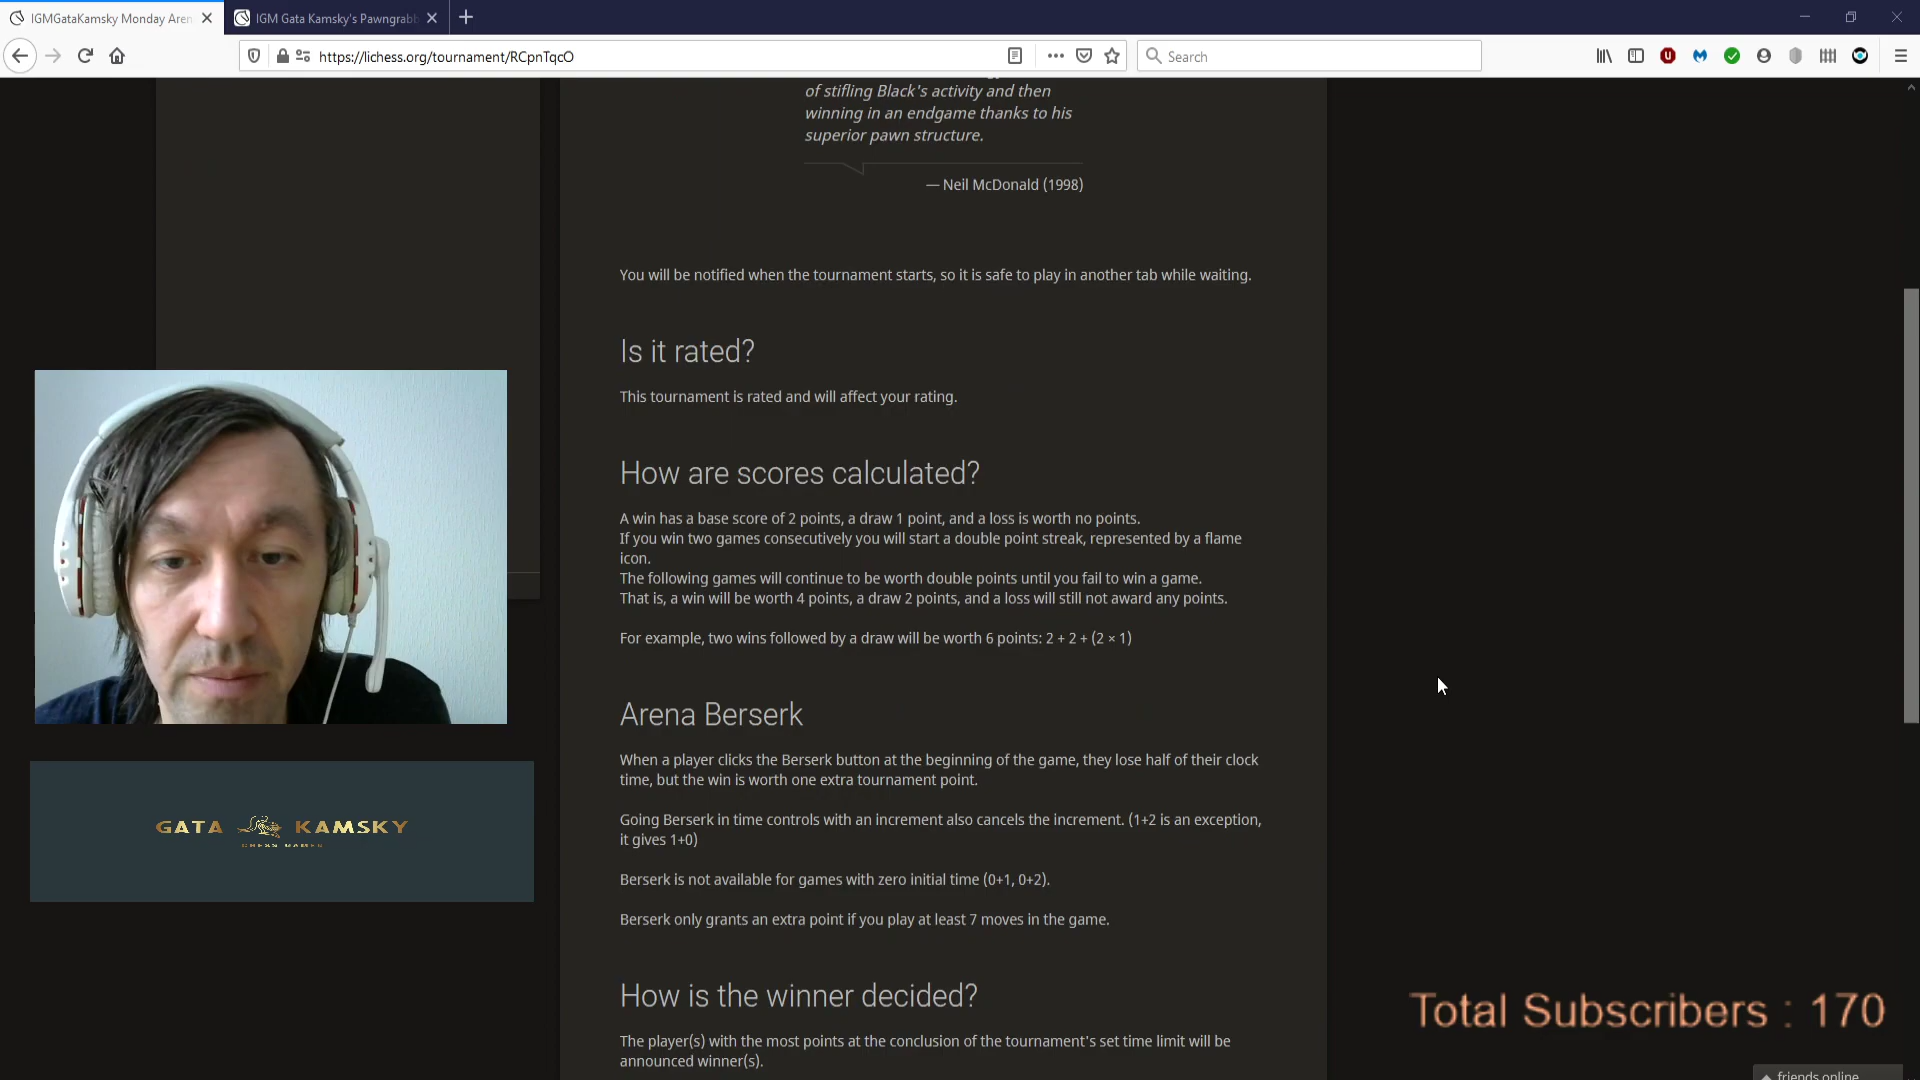 IGMGataKamsky Monday Aren
IGM Gata Kamsky's Pawngrabb
https://lichess.org/tournament/RCpnTqcO
Search
of stifling Black's activity and then
winning in an endgame thanks to his
superior pawn structure.
— Neil McDonald (1998)
You will be notified when the tournament starts, so it is safe to play in another tab while waiting.
Is it rated?
This tournament is rated and will affect your rating.
How are scores calculated?
A win has a base score of 2 points, a draw 1 point, and a loss is worth no points.
If you win two games consecutively you will start a double point streak, represented by a flame
icon.
The following games will continue to be worth double points until you fail to win a game.
That is, a win will be worth 4 points, a draw 2 points, and a loss will still not award any points.
For example, two wins followed by a draw will be worth 6 points: 2 + 2 + (2 × 1)
Arena Berserk
When a player clicks the Berserk button at the beginning of the game, they lose half of their clock
time, but the win is worth one extra tournament point.
Going Berserk in time controls with an increment also cancels the increment. (1+2 is an exception,
it gives 1+0)
Berserk is not available for games with zero initial time (0+1, 0+2).
Berserk only grants an extra point if you play at least 7 moves in the game.
How is the winner decided?
The player(s) with the most points at the conclusion of the tournament's set time limit will be
announced winner(s).
GATA KAMSKY
Total Subscribers : 170
friends online